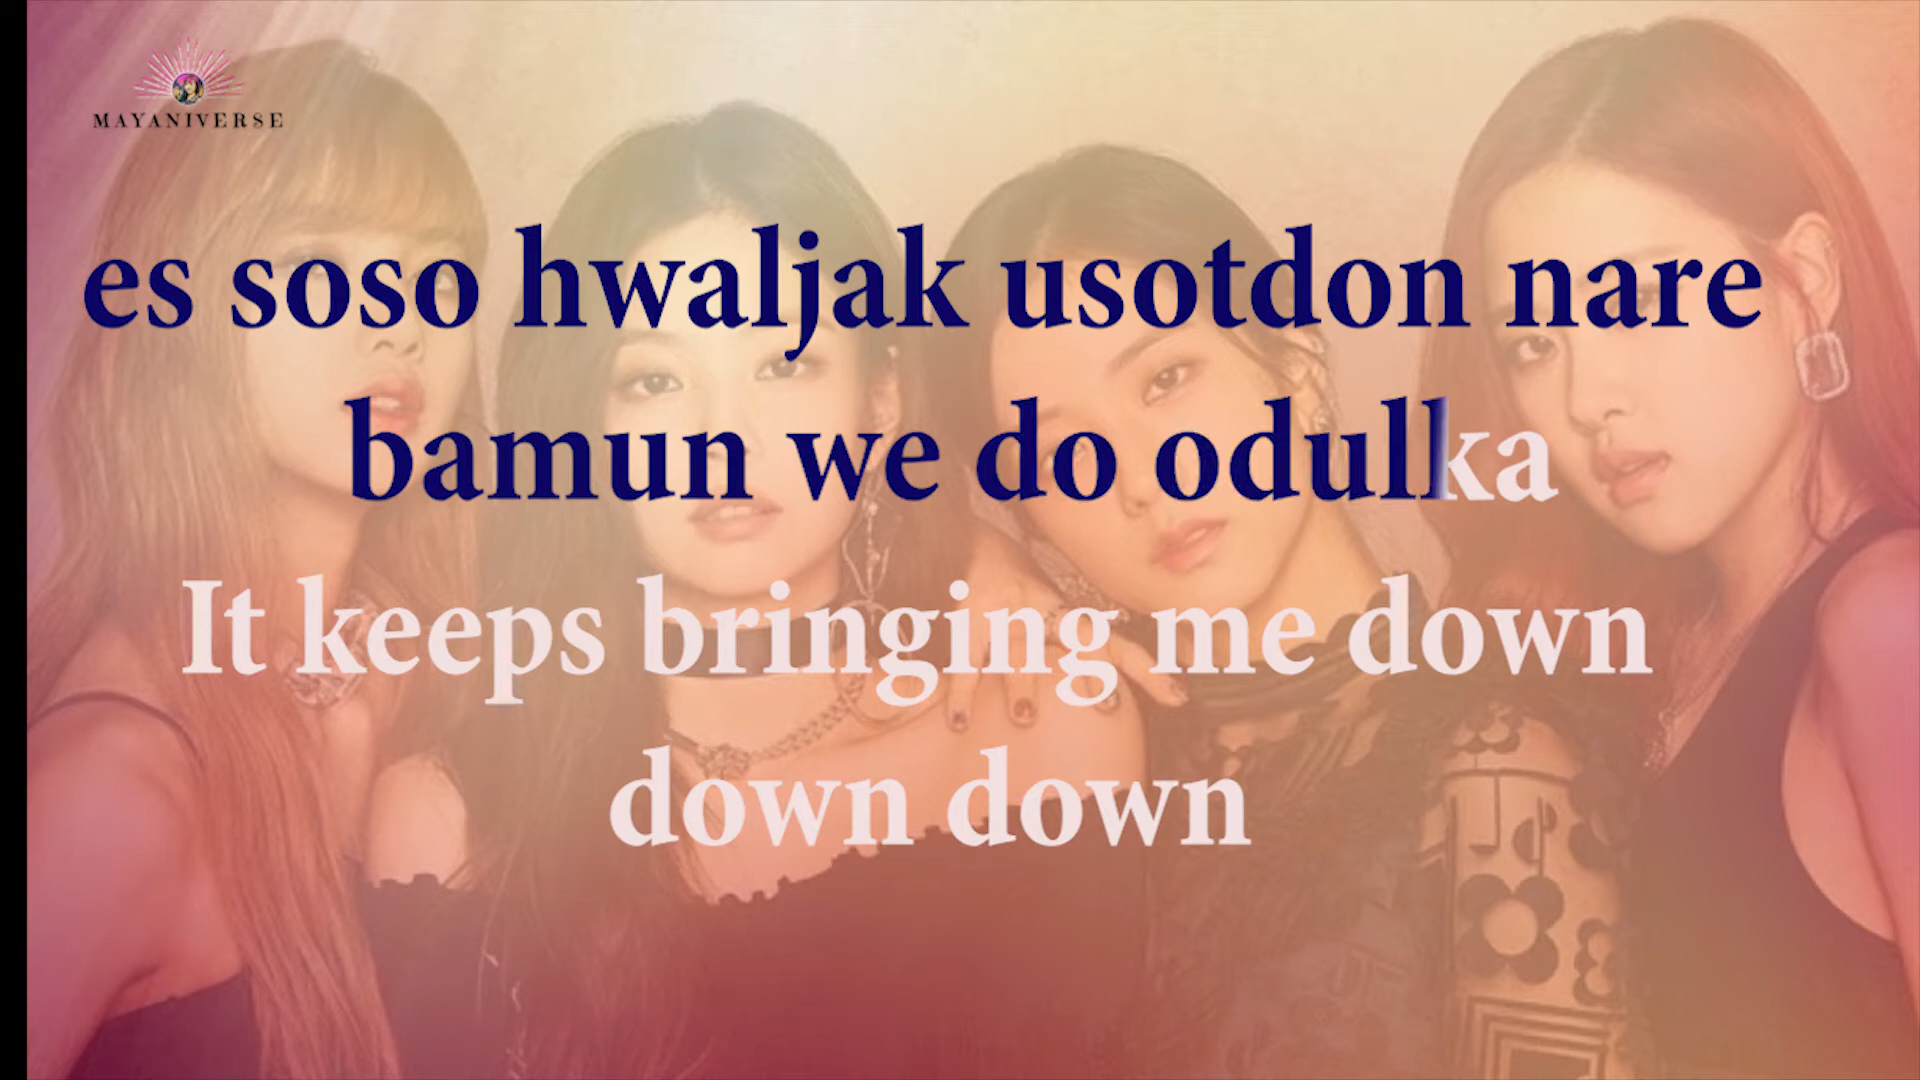 MAYANIVERSE
es soso hwaljak usotdon nare
bamun we do odulka
It keeps bringing me down
down down